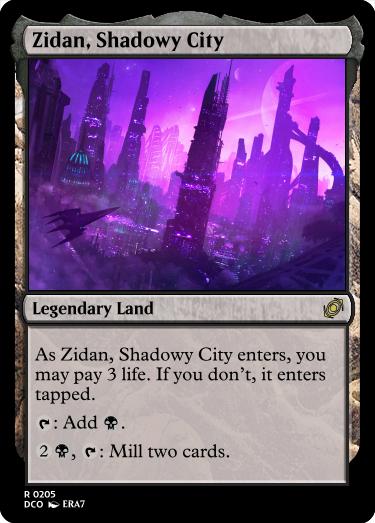 Zidan, Shadowy City
Legendary Land
As Zidan, Shadowy City enters, you
may pay 3 life. If you don't, it enters
tapped.
: Add .
2 , : Mill two cards.
R 0205
DCO ERA7